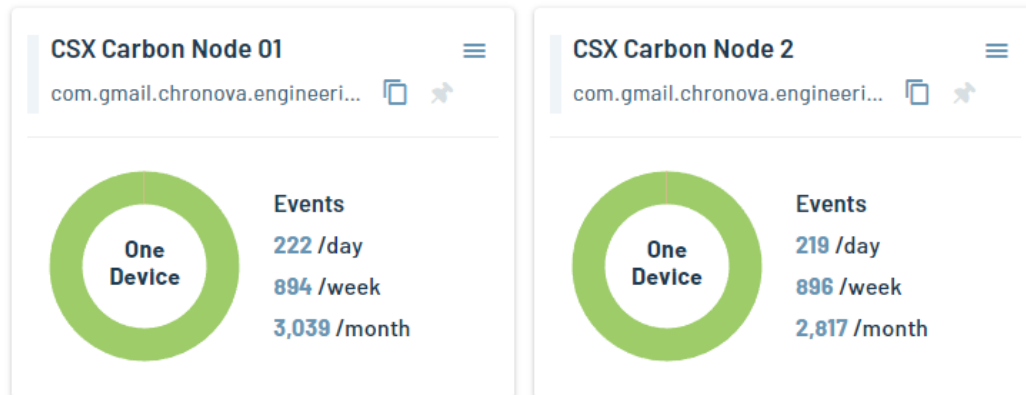 CSX Carbon Node 01
com.gmail.chronova.engineeri...
One
Device
Events
222 /day
894 /week
3,039 /month
CSX Carbon Node 2
com.gmail.chronova.engineeri...
One
Device
Events
219 /day
896 /week
2,817 /month